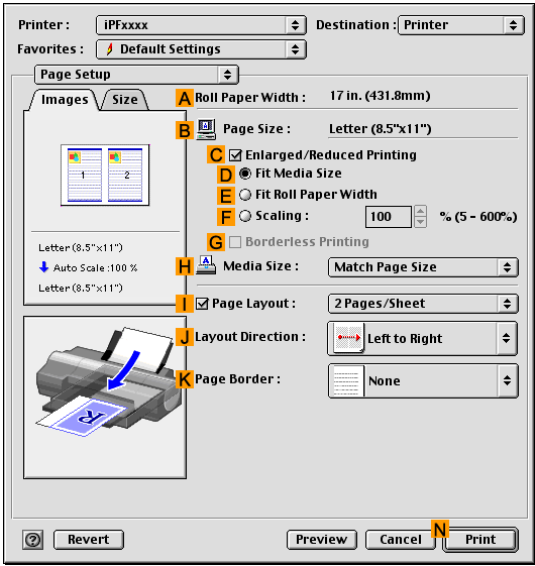 Printer : iPFxxxx Destination : Printer
Favorites : Default Settings
Page Setup
Images Size
A Roll Paper Width : 17 in. (431.8mm)
B Page Size : Letter (8.5"x11")
C Enlarged/Reduced Printing
D Fit Media Size
E Fit Roll Paper Width
F Scaling : 100 % (5 - 600%)
G Borderless Printing
H Media Size : Match Page Size
1 2
Letter (8.5"x11")
Auto Scale :100 %
Letter (8.5"x11")
I Page Layout : 2 Pages/Sheet
J Layout Direction : Left to Right
K Page Border : None
R
N
? Revert Preview Cancel Print